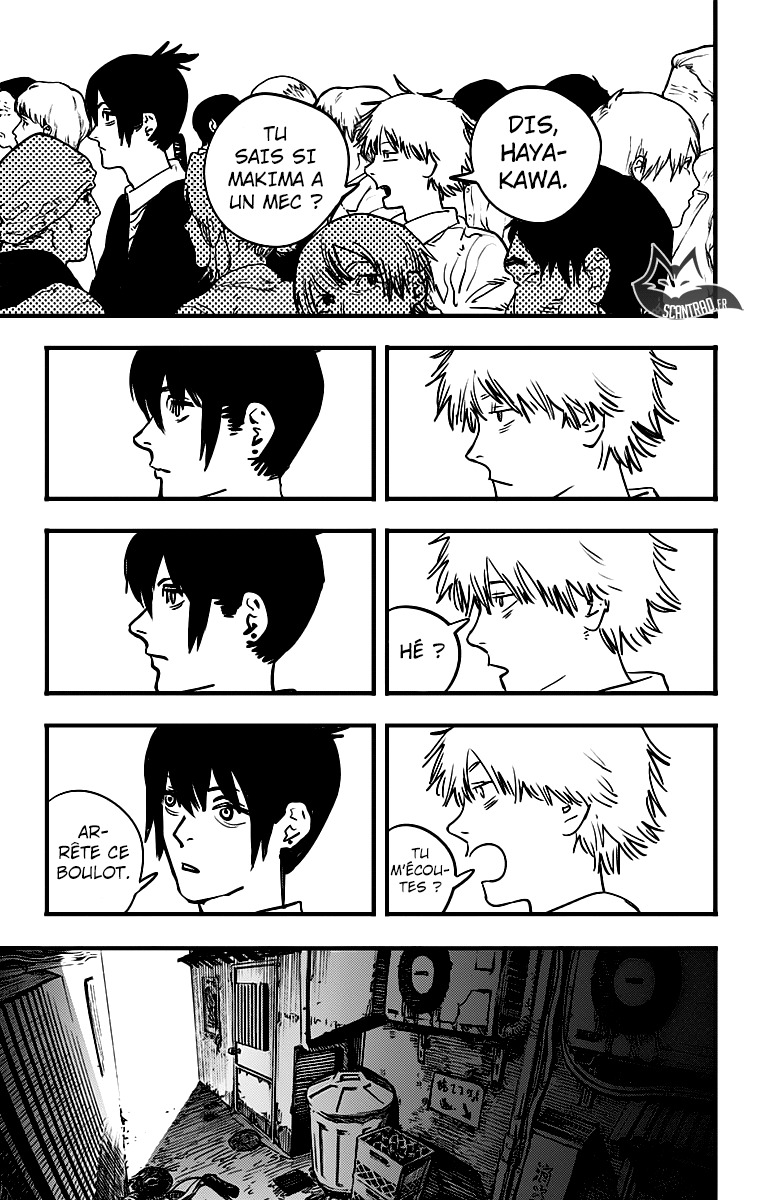 DIS,
HAYA-
KAWA.
TU
SAIS SI
MAKIMA A
UN MEC ?
SCANTRAD.FR
HÉ ?
TU
M'ÉCOU-
TES ?
AR-
RÊTE CE
BOULOT.